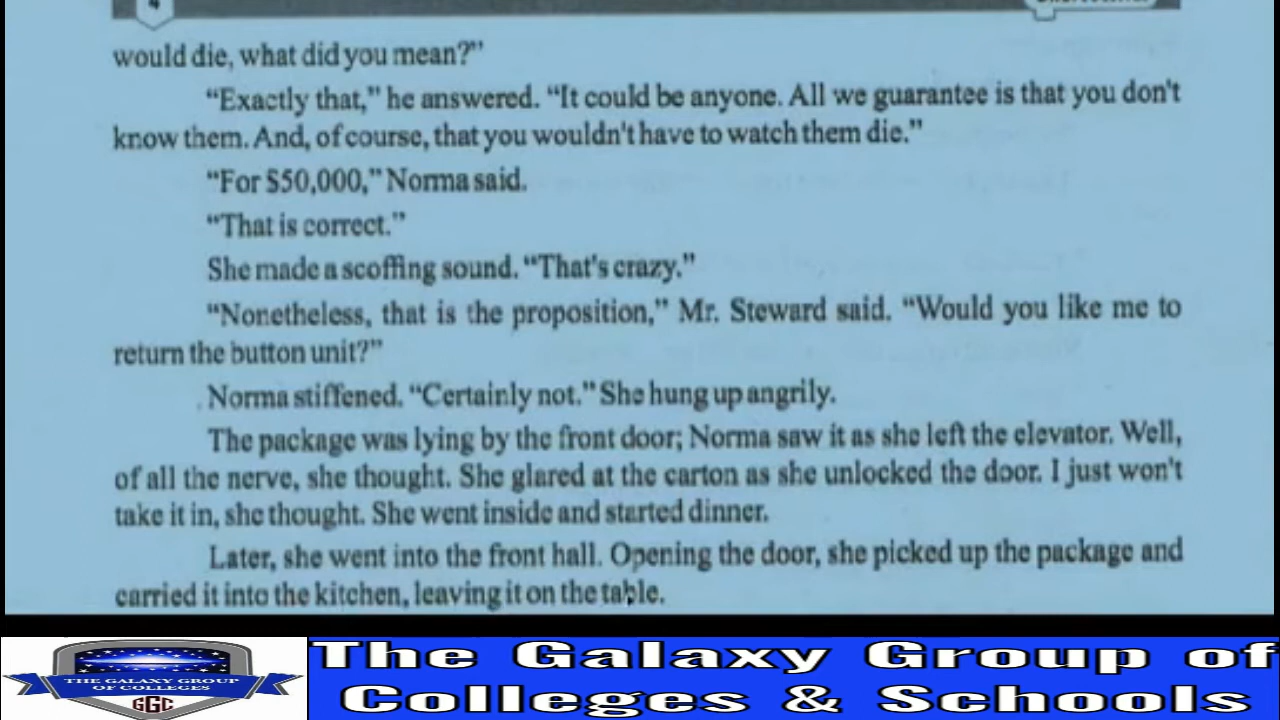 4
would die, what did you mean?"
"Exactly that," he answered. "It could be anyone. All we guarantee is that you don't
know them. And, of course, that you wouldn't have to watch them die."
"For $50,000," Norma said.
"That is correct."
She made a scoffing sound. "That's crazy."
"Nonetheless, that is the proposition," Mr. Steward said. "Would you like me to
return the button unit?"
Norma stiffened. "Certainly not." She hung up angrily.
The package was lying by the front door; Norma saw it as she left the elevator. Well,
of all the nerve, she thought. She glared at the carton as she unlocked the door. I just won't
take it in, she thought. She went inside and started dinner.
Later, she went into the front hall. Opening the door, she picked up the package and
carried it into the kitchen, leaving it on the table.
THE GALAXY GROUP
OF COLLEGES
GGC
The Galaxy Group of
Colleges & Schools